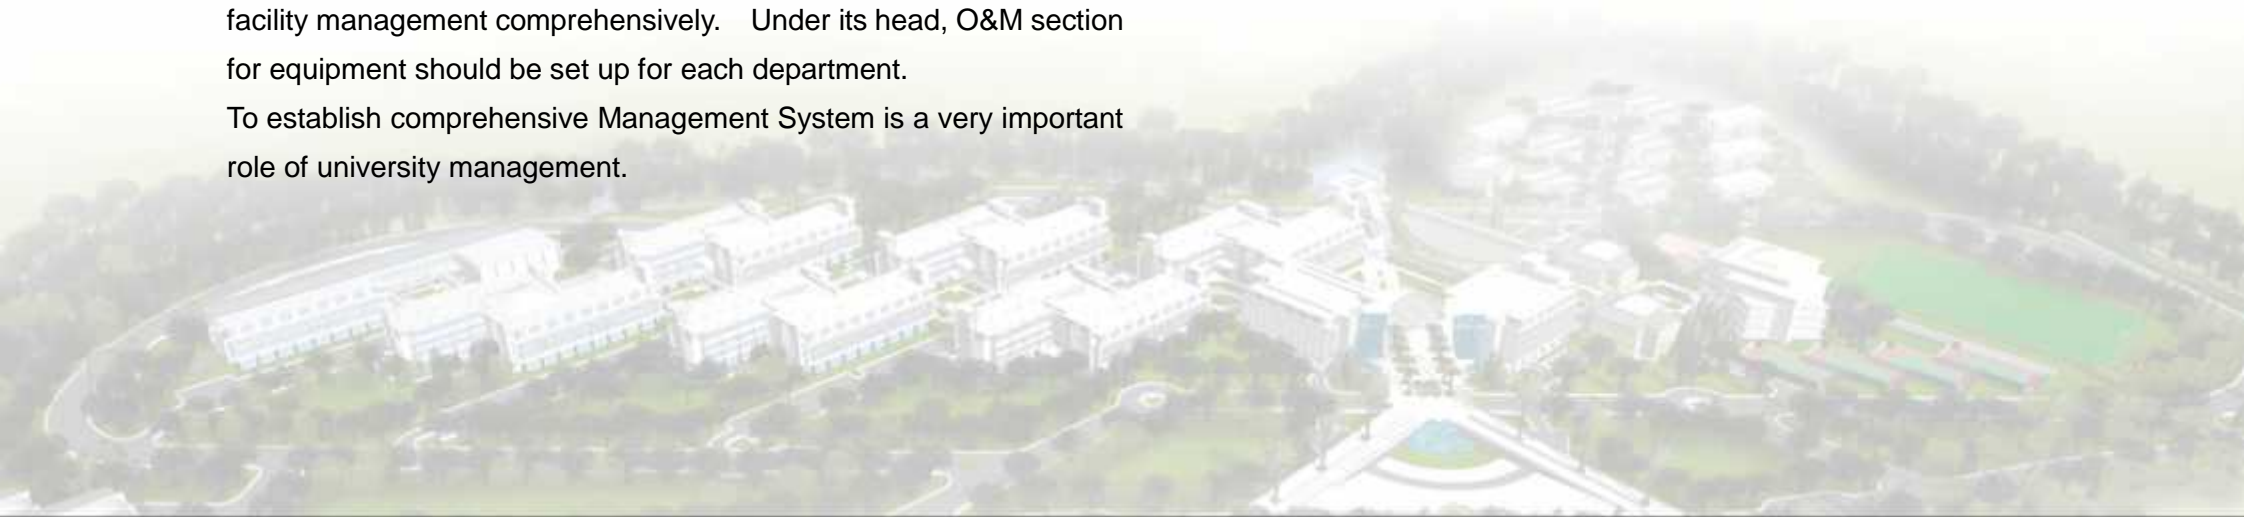 facility management comprehensively.    Under its head, O&M section
for equipment should be set up for each department.
To establish comprehensive Management System is a very important
role of university management.